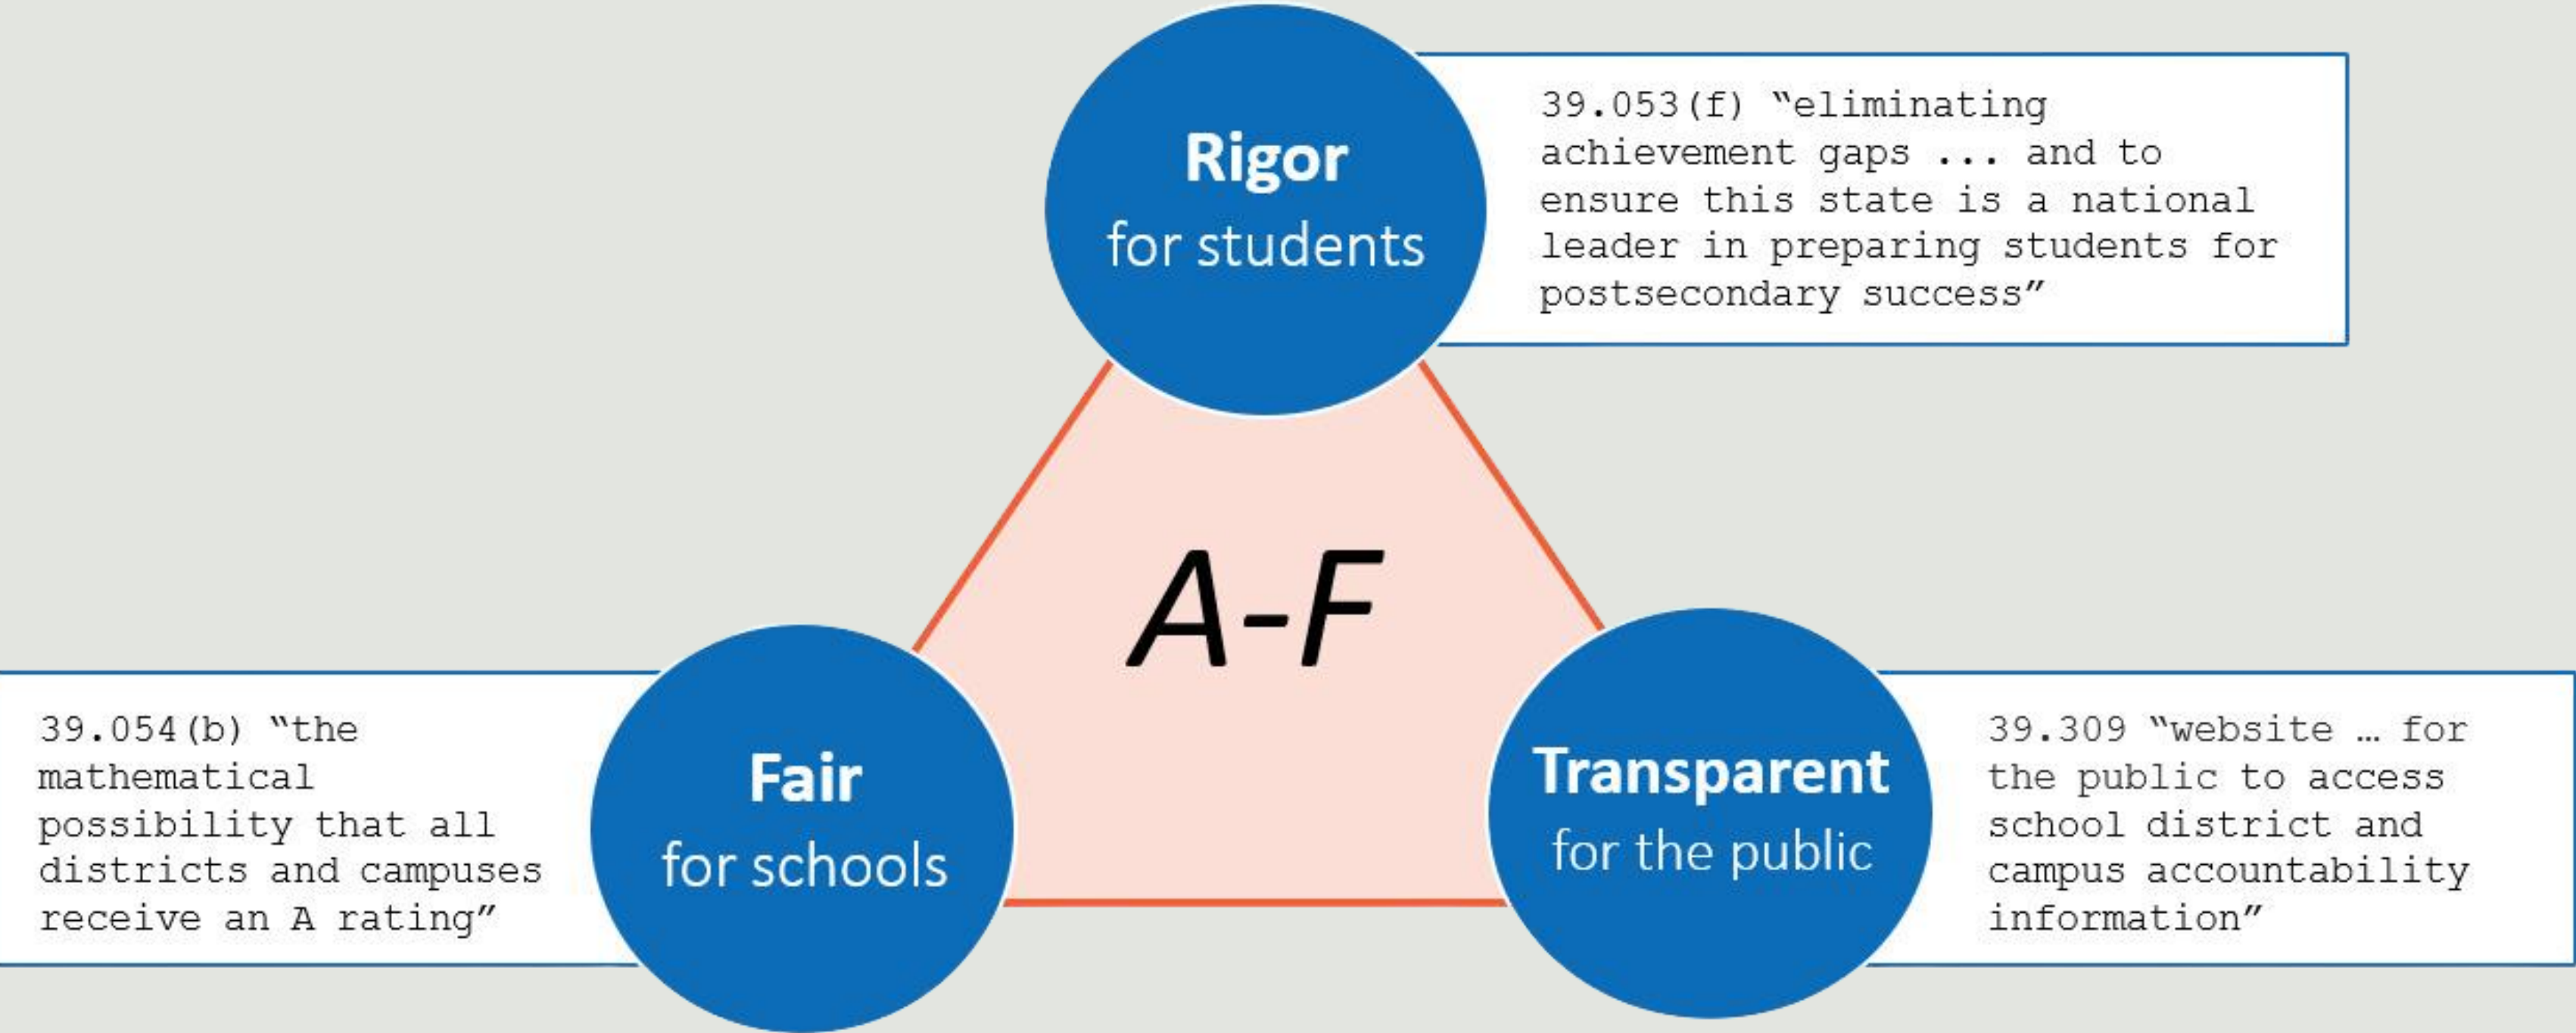 Rigor
for students
39.053(f) “eliminating
achievement gaps ... and to
ensure this state is a national
leader in preparing students for
postsecondary success”
A-F
39.054(b) “the
mathematical
possibility that all
districts and campuses
receive an A rating”
Fair
for schools
Transparent
for the public
39.309 “website … for
the public to access
school district and
campus accountability
information”